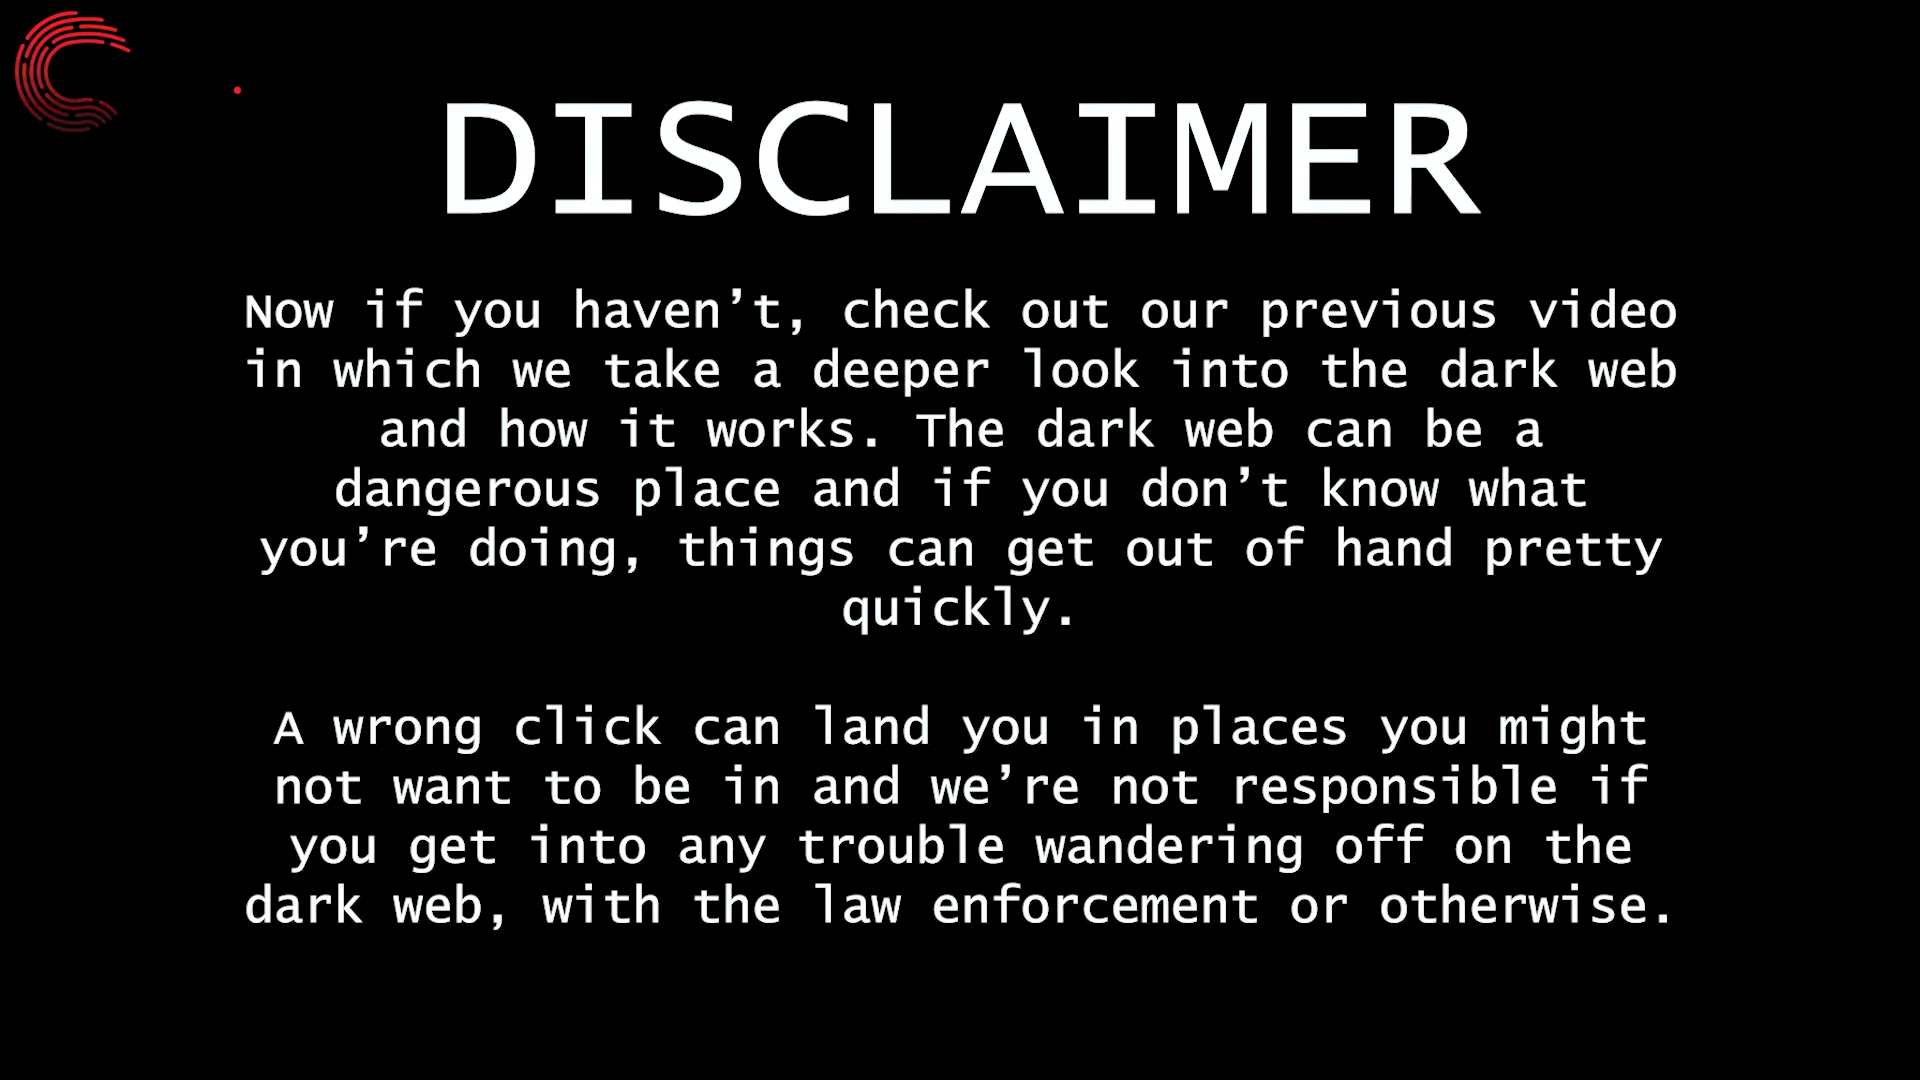 DISCLAIMER
Now if you haven’t, check out our previous video
in which we take a deeper look into the dark web
and how it works. The dark web can be a
dangerous place and if you don’t know what
you’re doing, things can get out of hand pretty
quickly.
A wrong click can land you in places you might
not want to be in and we’re not responsible if
you get into any trouble wandering off on the
dark web, with the law enforcement or otherwise.